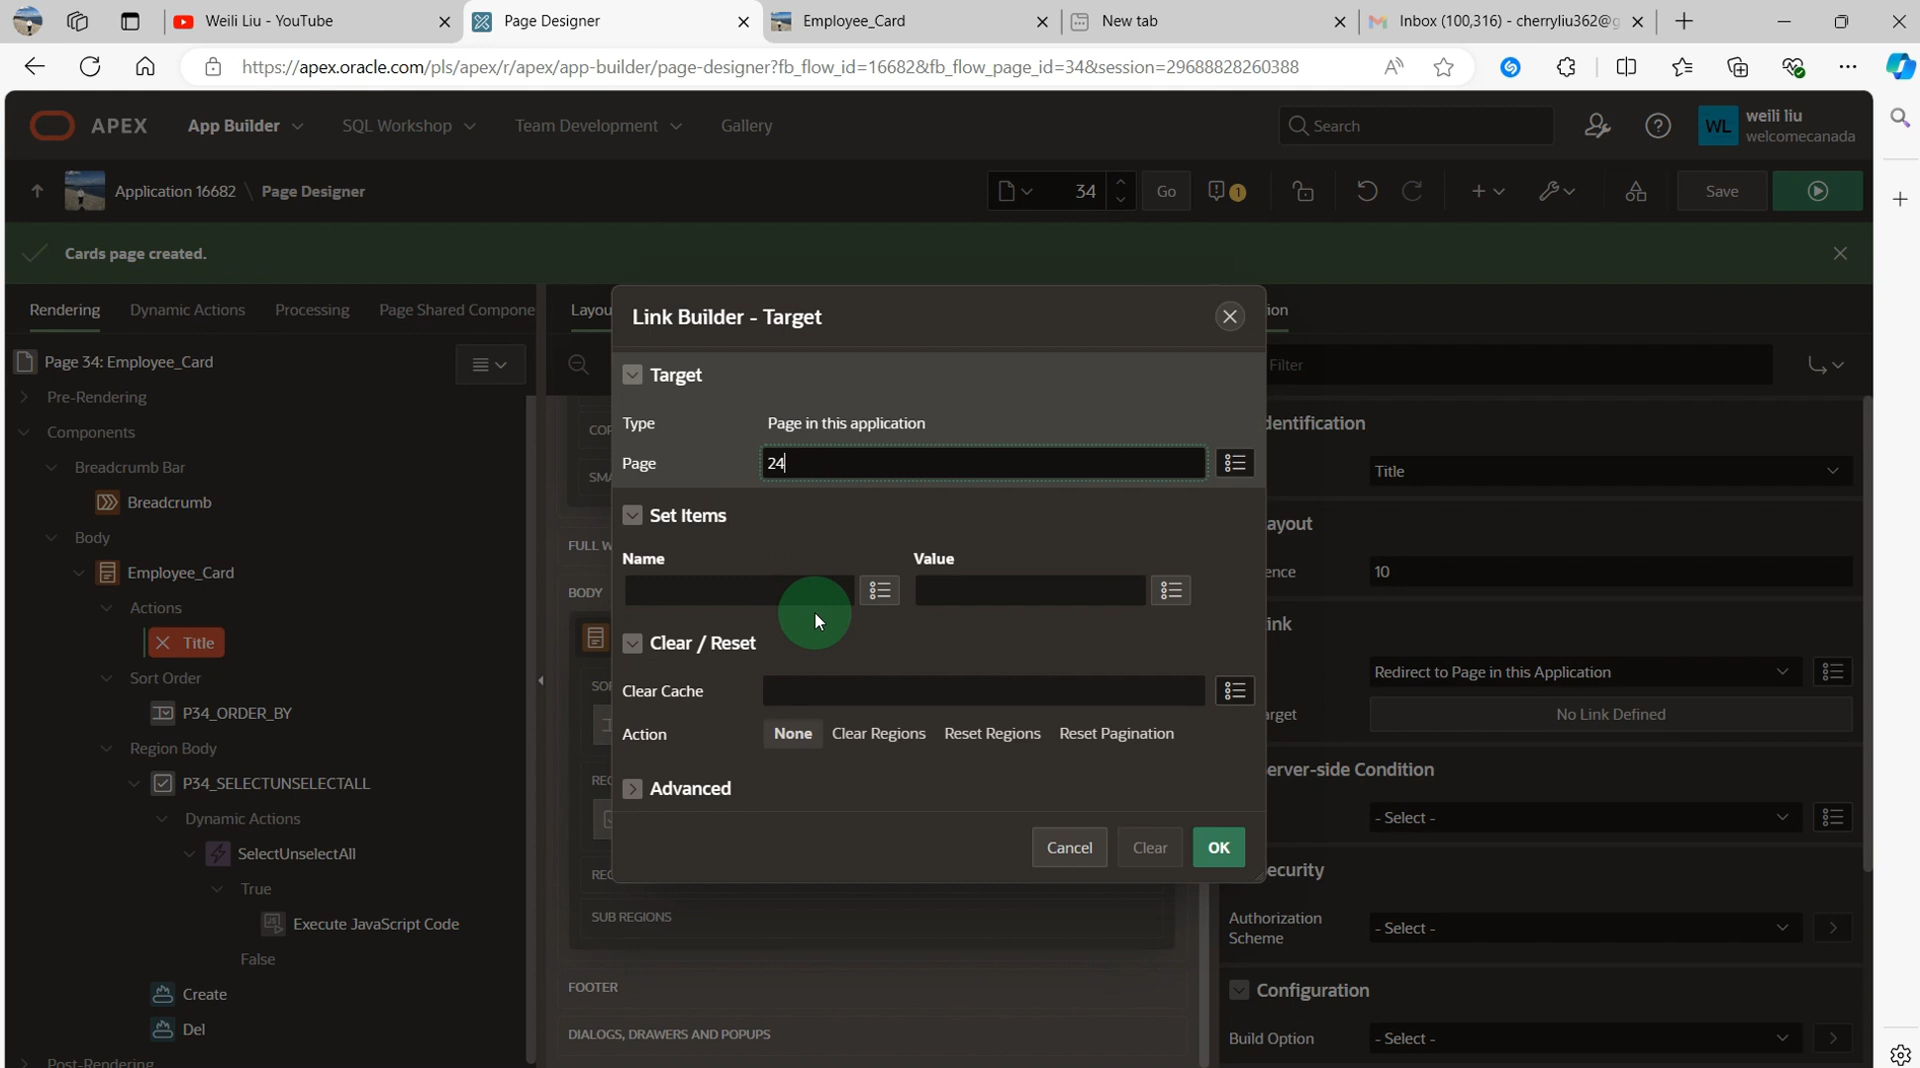 Weili Liu - YouTube
Page Designer
Employee_Card
New tab
Inbox (100,316) - cherryliu362@g
https://apex.oracle.com/pls/apex/r/apex/app-builder/page-designer?fb_flow_id=16682&fb_flow_page_id=34&session=29688828260388
APEX
App Builder
SQL Workshop
Team Development
Gallery
Search
WL
weili liu
welcomecanada
Application 16682 \ Page Designer
34
Go
1
Save
Cards page created.
Rendering
Dynamic Actions
Processing
Page Shared Compone
Layou
ion
Page 34: Employee_Card
Filter
Pre-Rendering
Components
Breadcrumb Bar
Breadcrumb
Body
Employee_Card
Actions
Title
Sort Order
P34_ORDER_BY
Region Body
P34_SELECTUNSELECTALL
Dynamic Actions
SelectUnselectAll
True
Execute JavaScript Code
False
Create
Del
Post-Rendering
COP
SMA
FULL W
BODY
SOR
REG
REG
SUB REGIONS
FOOTER
DIALOGS, DRAWERS AND POPUPS
Link Builder - Target
Target
Type
Page in this application
Page
24
Set Items
Name
Value
Clear / Reset
Clear Cache
Action
None
Clear Regions
Reset Regions
Reset Pagination
Advanced
Cancel
Clear
OK
dentification
Title
ayout
ence
10
ink
Redirect to Page in this Application
rget
No Link Defined
erver-side Condition
- Select -
ecurity
Authorization
Scheme
- Select -
Configuration
Build Option
- Select -